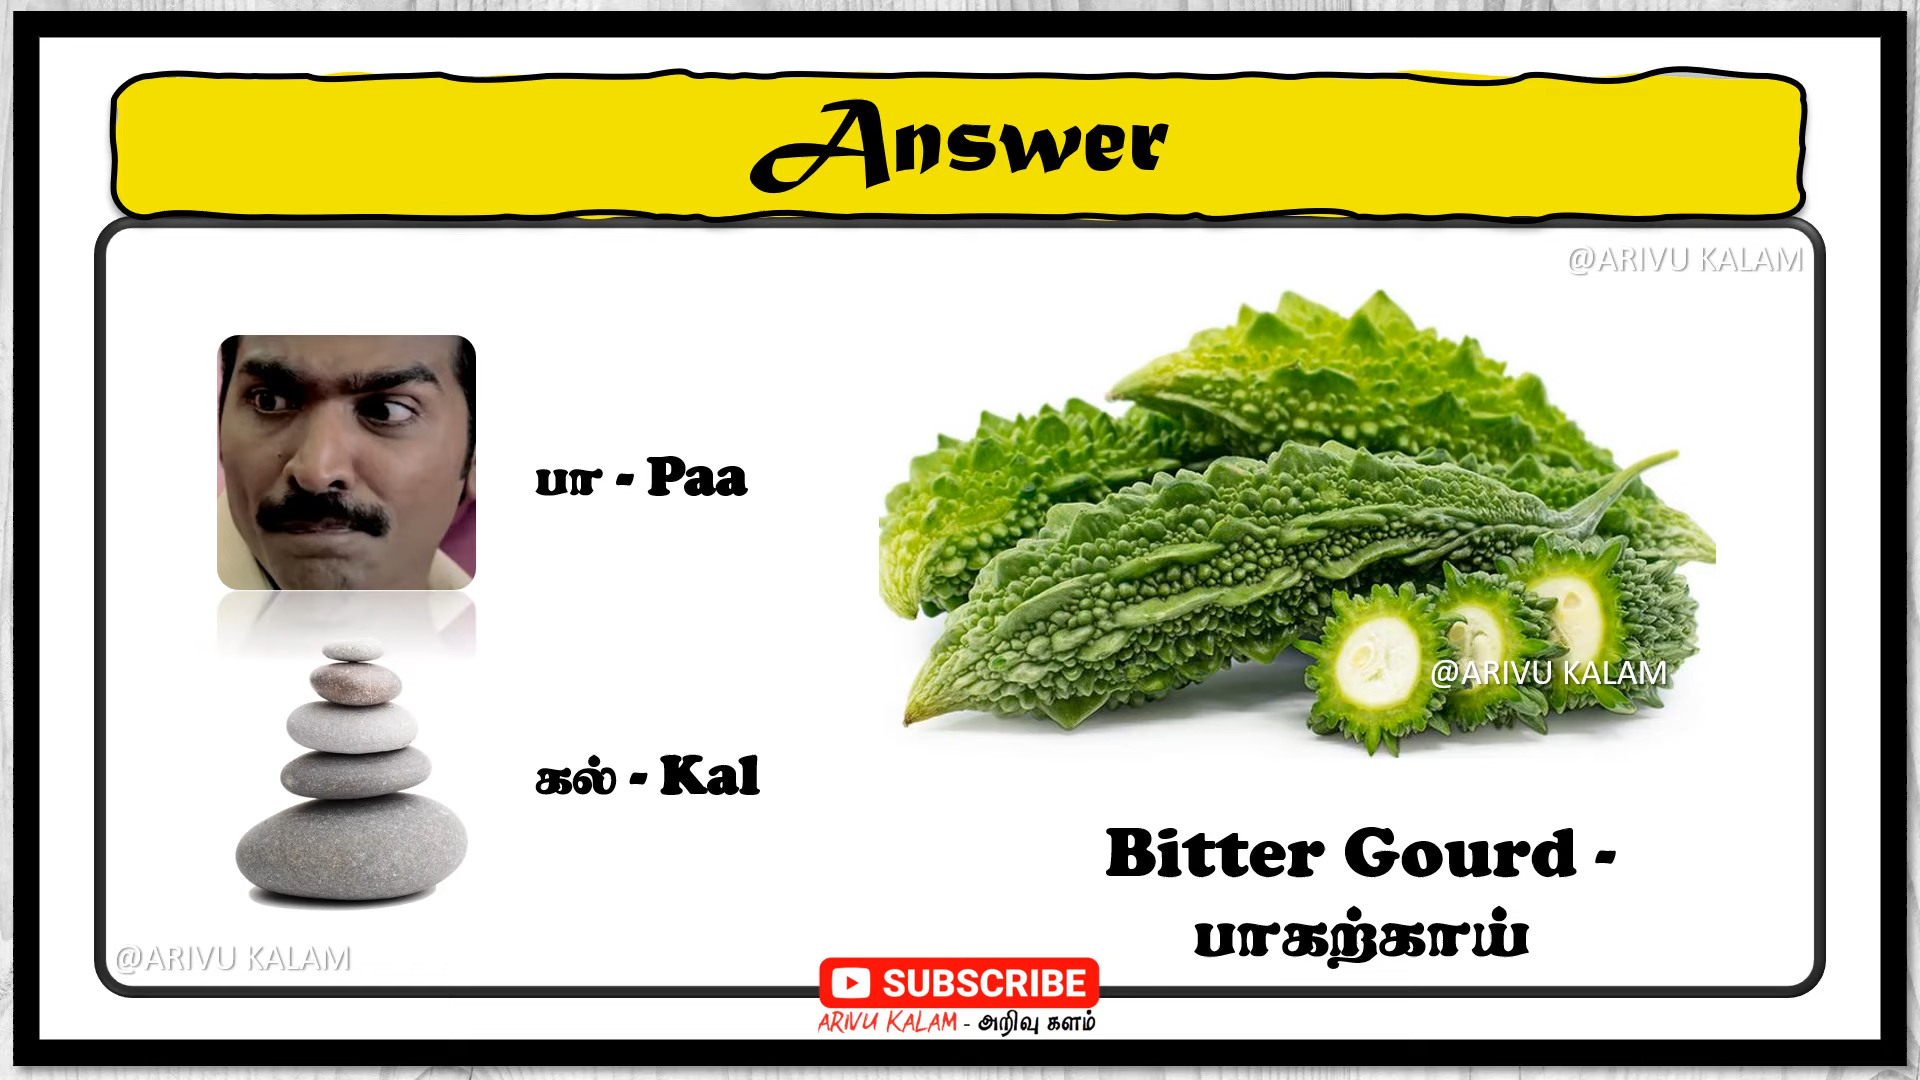 Answer
@ARIVU KALAM
பா - Paa
@ARIVU KALAM
கல் - Kal
Bitter Gourd -
பாகற்காய்
@ARIVU KALAM
SUBSCRIBE
ARIVU KALAM - அறிவு களம்